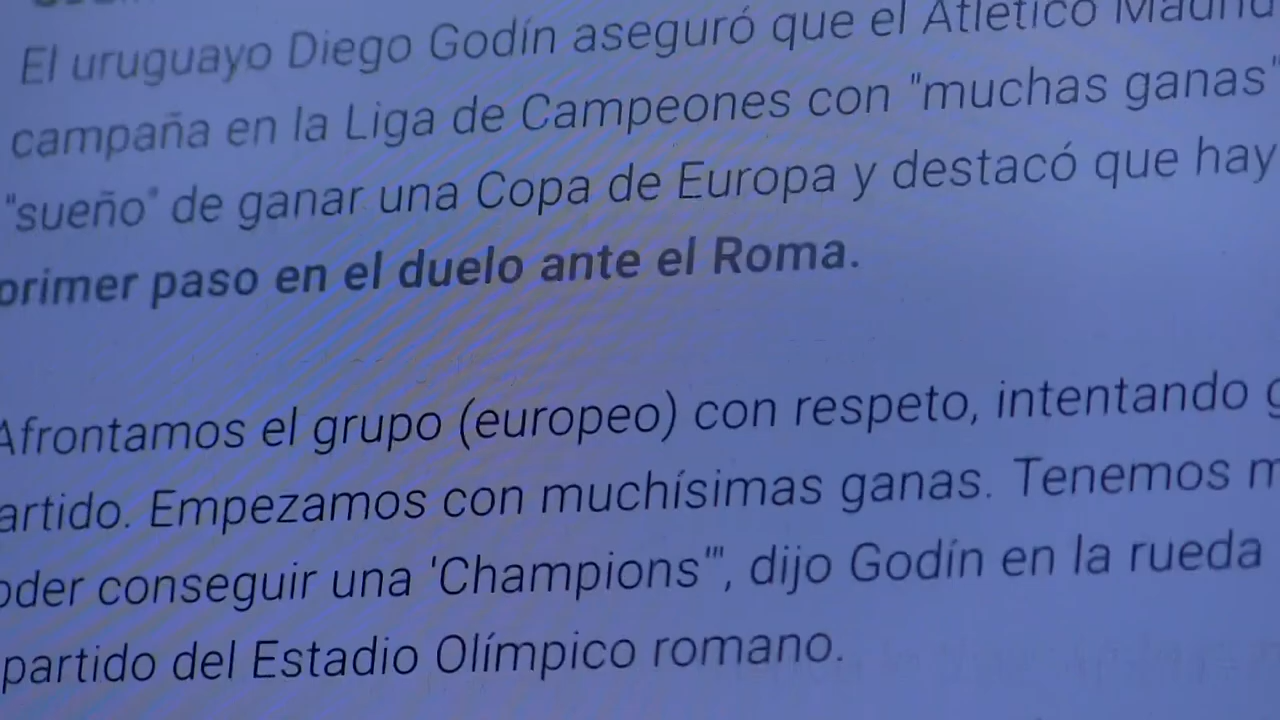 El uruguayo Diego Godín aseguró que el Atlético Madrid
campaña en la Liga de Campeones con "muchas ganas"
"sueño" de ganar una Copa de Europa y destacó que hay
primer paso en el duelo ante el Roma.
Afrontamos el grupo (europeo) con respeto, intentando
artido. Empezamos con muchísimas ganas. Tenemos m
oder conseguir una 'Champions'", dijo Godín en la rueda
partido del Estadio Olímpico romano.